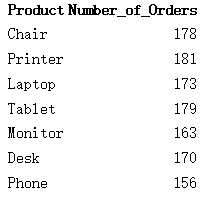 Product Number_of_Orders
Chair 178
Printer 181
Laptop 173
Tablet 179
Monitor 163
Desk 170
Phone 156